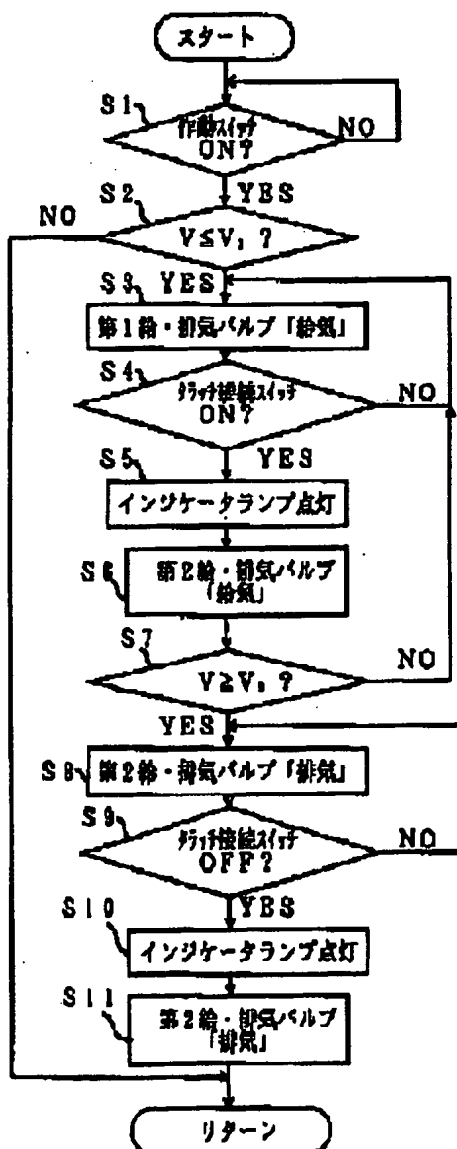 スタート
S1
作動スイッチ
ON?
NO
YES
S2
NO
V≦V₁?
YES
S3
第1給・排気バルブ「給気」
S4
クラッチ接続スイッチ
ON?
NO
YES
S5
インジケータランプ点灯
S6
第2給・排気バルブ
「給気」
S7
NO
YES
S8
第2給・排気バルブ「排気」
S9
クラッチ接続スイッチ
OFF?
NO
YES
S10
インジケータランプ点灯
S11
第2給・排気バルブ
「排気」
リターン